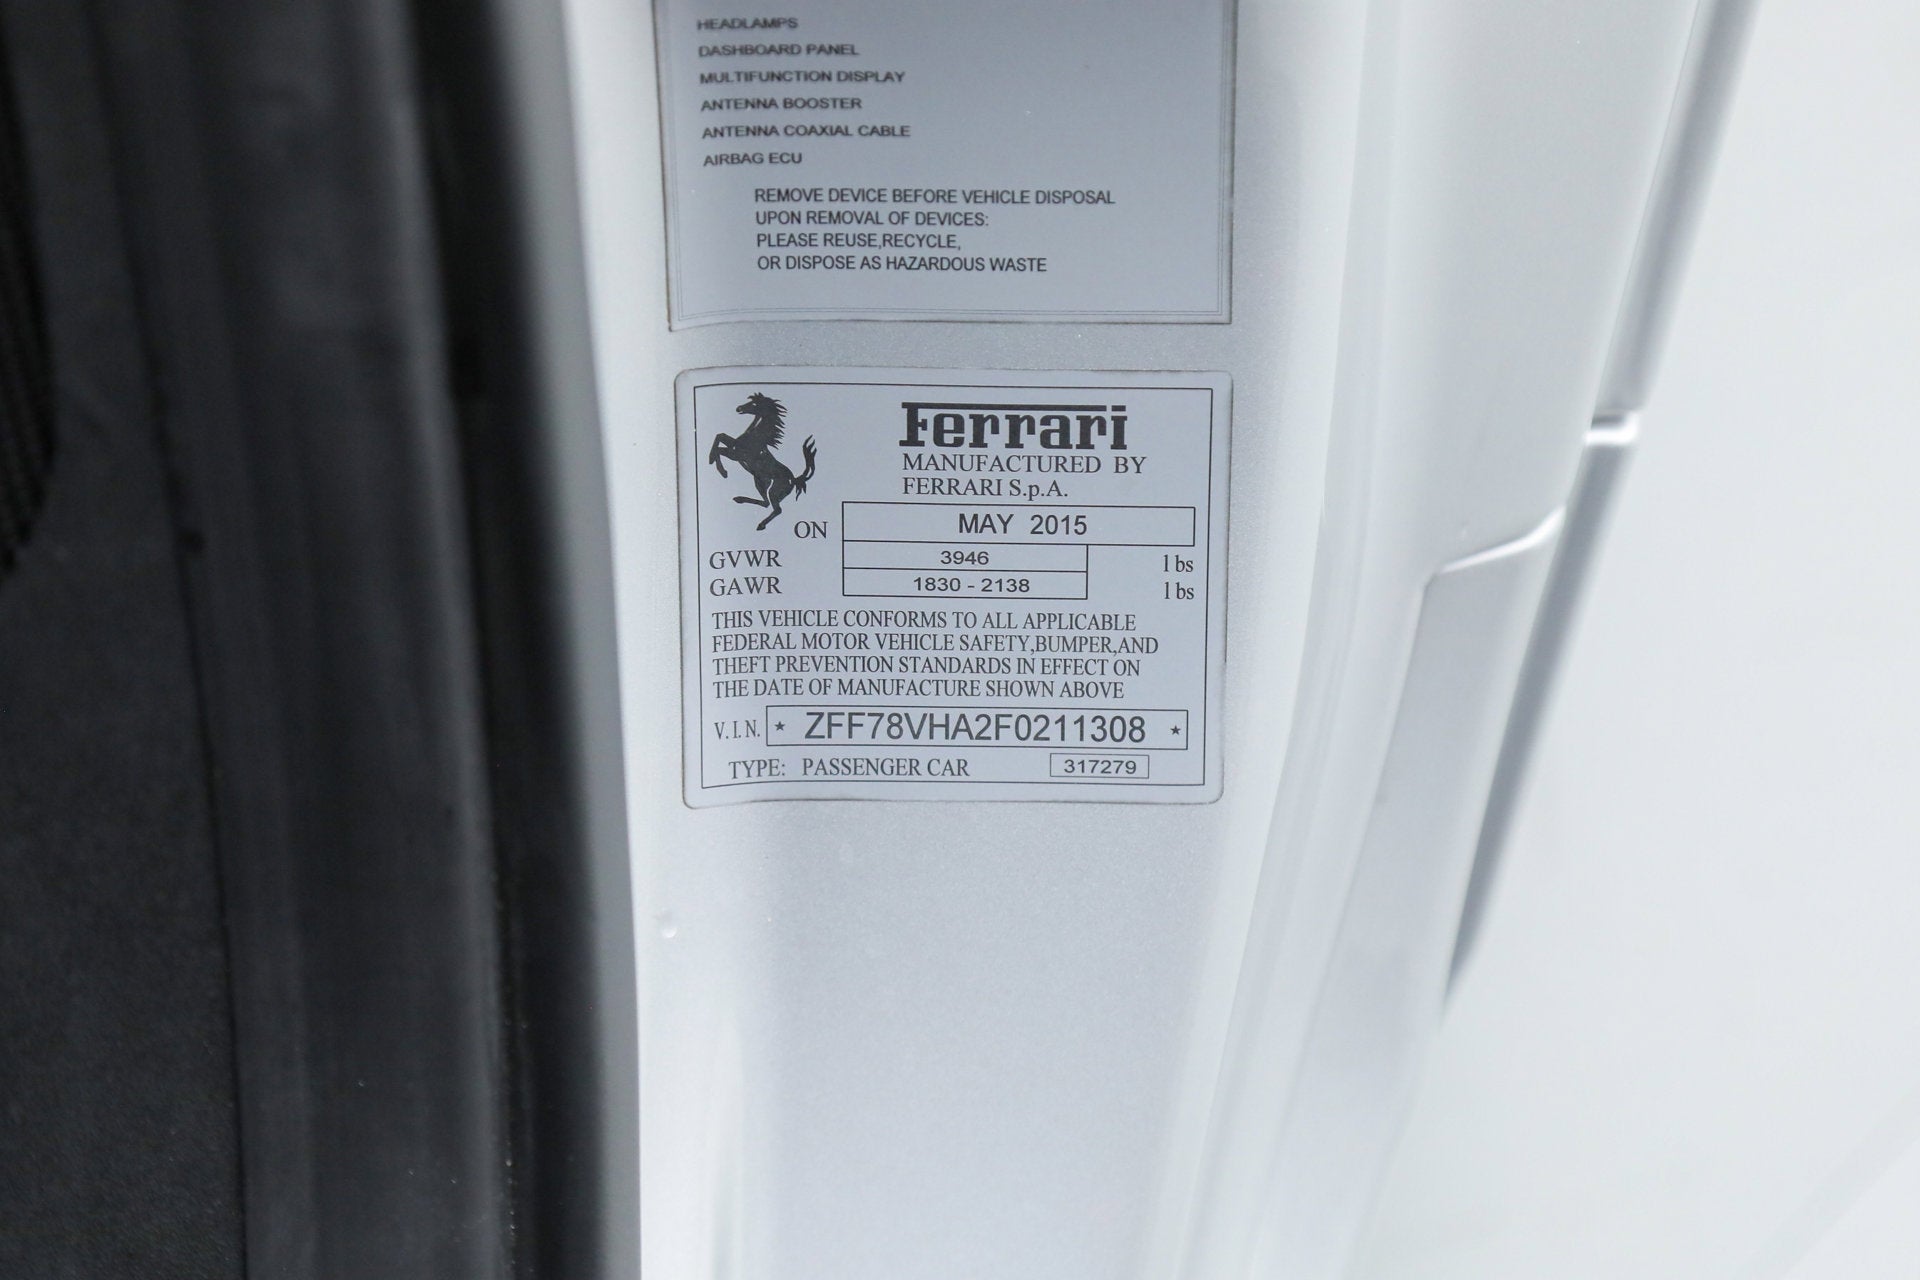 HEADLAMPS
DASHBOARD PANEL
MULTIFUNCTION DISPLAY
ANTENNA BOOSTER
ANTENNA COAXIAL CABLE
AIRBAG ECU
REMOVE DEVICE BEFORE VEHICLE DISPOSAL
UPON REMOVAL OF DEVICES:
PLEASE REUSE,RECYCLE,
OR DISPOSE AS HAZARDOUS WASTE
Ferrari
MANUFACTURED BY
FERRARI S.p.A.
ON MAY 2015
GVWR 3946 lbs
GAWR 1830 - 2138 lbs
THIS VEHICLE CONFORMS TO ALL APPLICABLE
FEDERAL MOTOR VEHICLE SAFETY,BUMPER,AND
THEFT PREVENTION STANDARDS IN EFFECT ON
THE DATE OF MANUFACTURE SHOWN ABOVE
V.I.N. * ZFF78VHA2F0211308 *
TYPE: PASSENGER CAR 317279